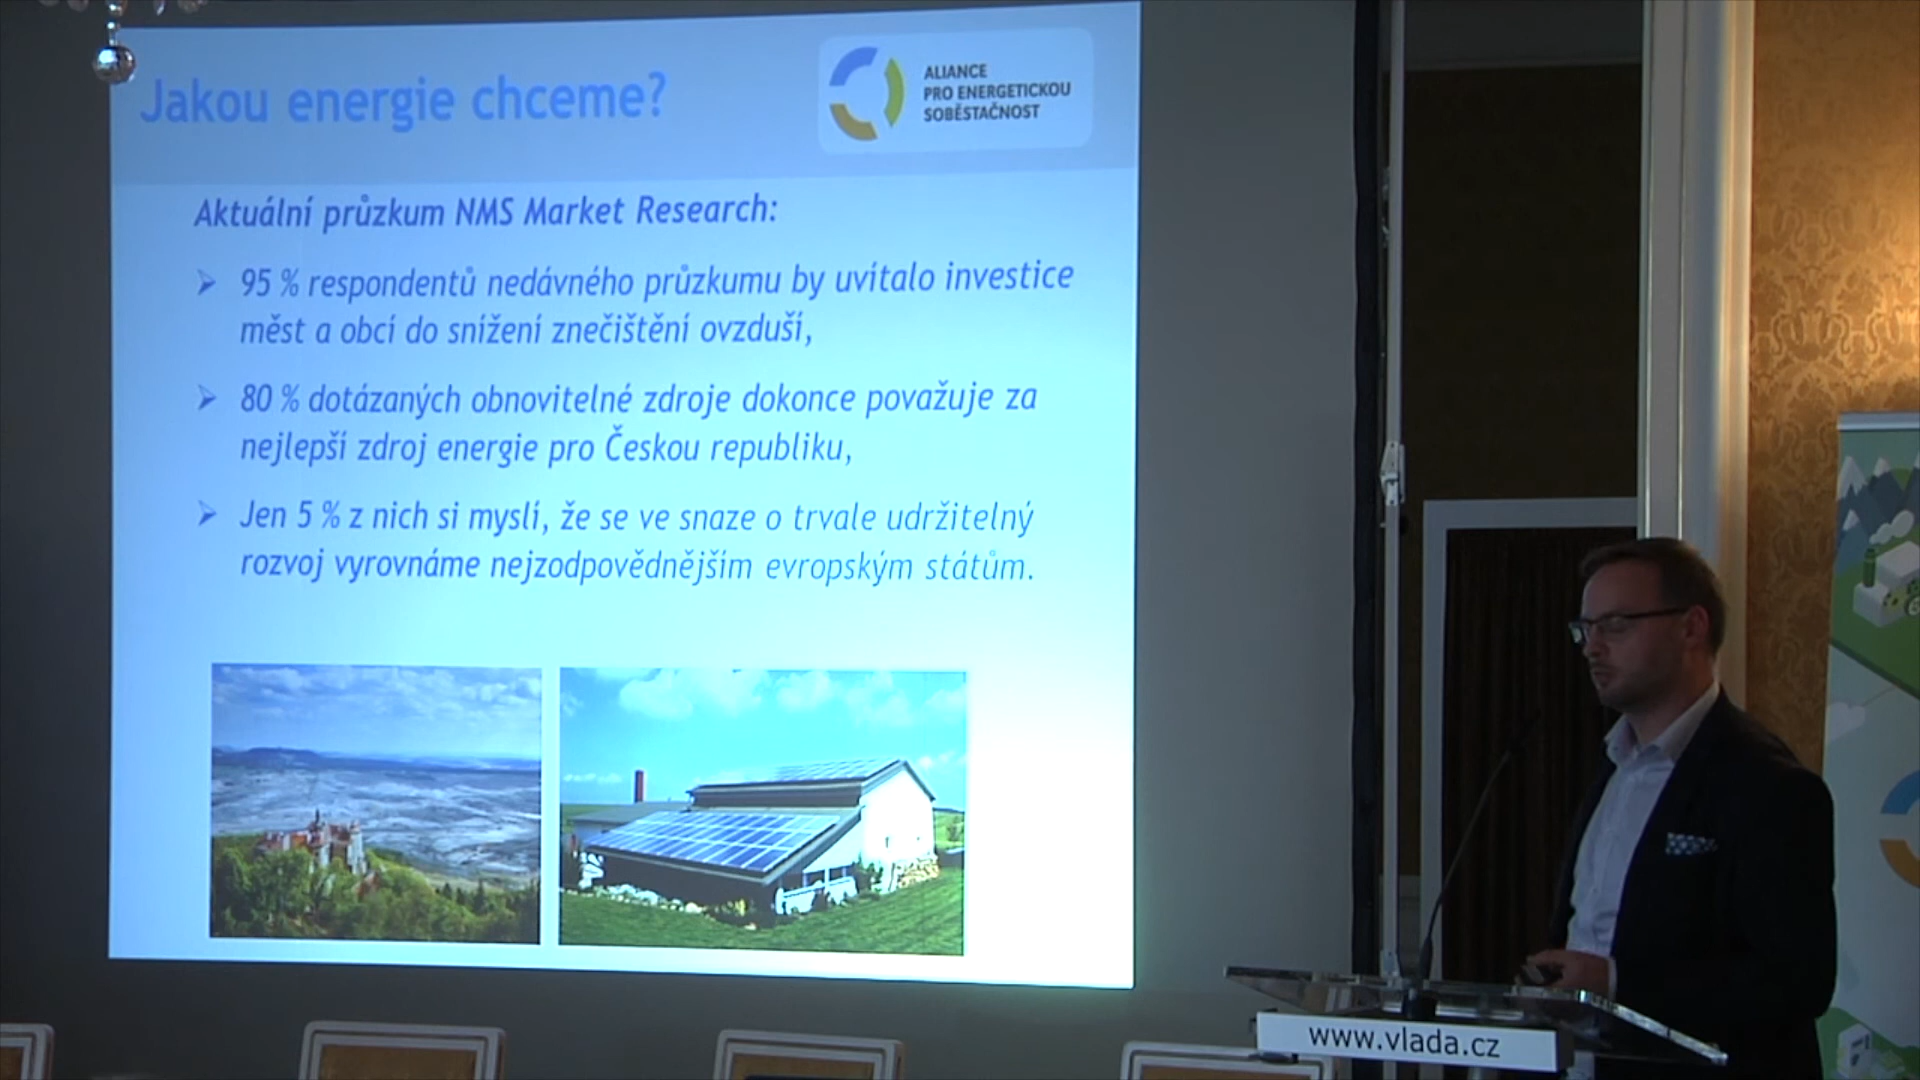 Jakou energie chceme?
ALIANCE
PRO ENERGETICKOU
SOBĚSTAČNOST
Aktuální průzkum NMS Market Research:
95 % respondentů nedávného průzkumu by uvítalo investice
měst a obcí do snížení znečištění ovzduší,
80 % dotázaných obnovitelné zdroje dokonce považuje za
nejlepší zdroj energie pro Českou republiku,
Jen 5 % z nich si myslí, že se ve snaze o trvale udržitelný
rozvoj vyrovnáme nejzodpovědnějším evropským státům.
www.vlada.cz